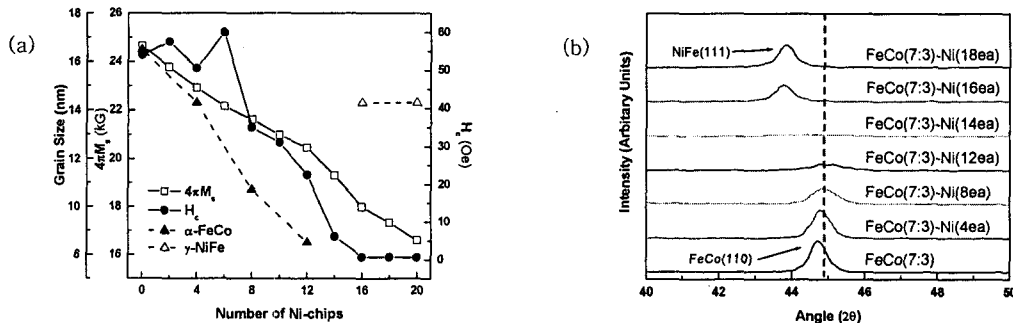 (a)
Grain Size (nm)
18
16
14
12
10
8
4πMs (kG)
26
24
22
20
18
16
4πMs
Hc
α-FeCo
γ-NiFe
0
4
8
12
16
20
Number of Ni-chips
60
50
40
30
20
10
0
(Oe)
(b)
Intensity (Arbitary Units)
NiFe(111)
FeCo(7:3)-Ni(18ea)
FeCo(7:3)-Ni(16ea)
FeCo(7:3)-Ni(14ea)
FeCo(7:3)-Ni(12ea)
FeCo(7:3)-Ni(8ea)
FeCo(7:3)-Ni(4ea)
FeCo(110)
FeCo(7:3)
40
42
44
46
48
50
Angle (2θ)